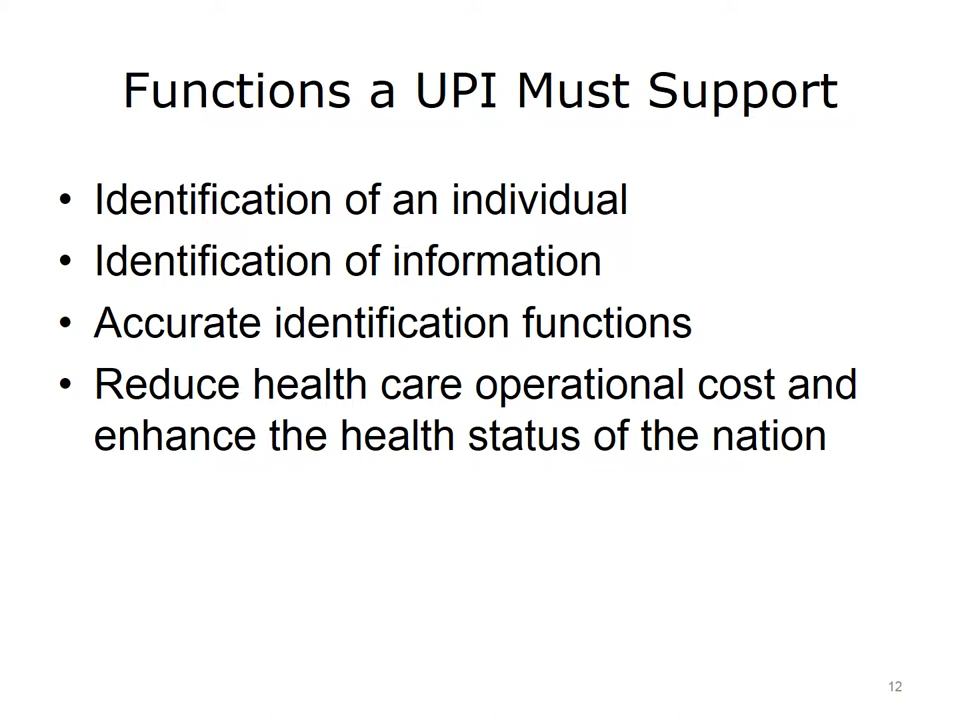 Functions a UPI Must Support
• Identification of an individual
• Identification of information
• Accurate identification functions
• Reduce health care operational cost and
enhance the health status of the nation
12